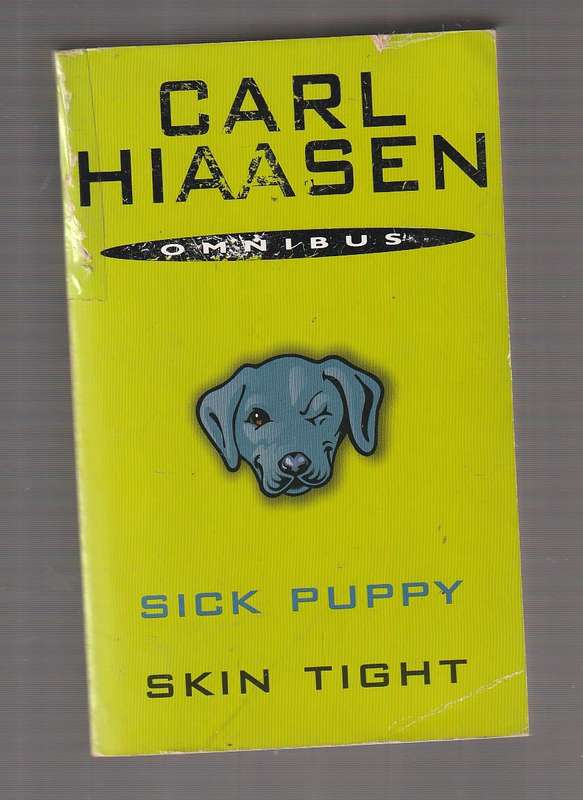 CARL
HIAASEN
OMNIBUS
SICK PUPPY
SKIN TIGHT